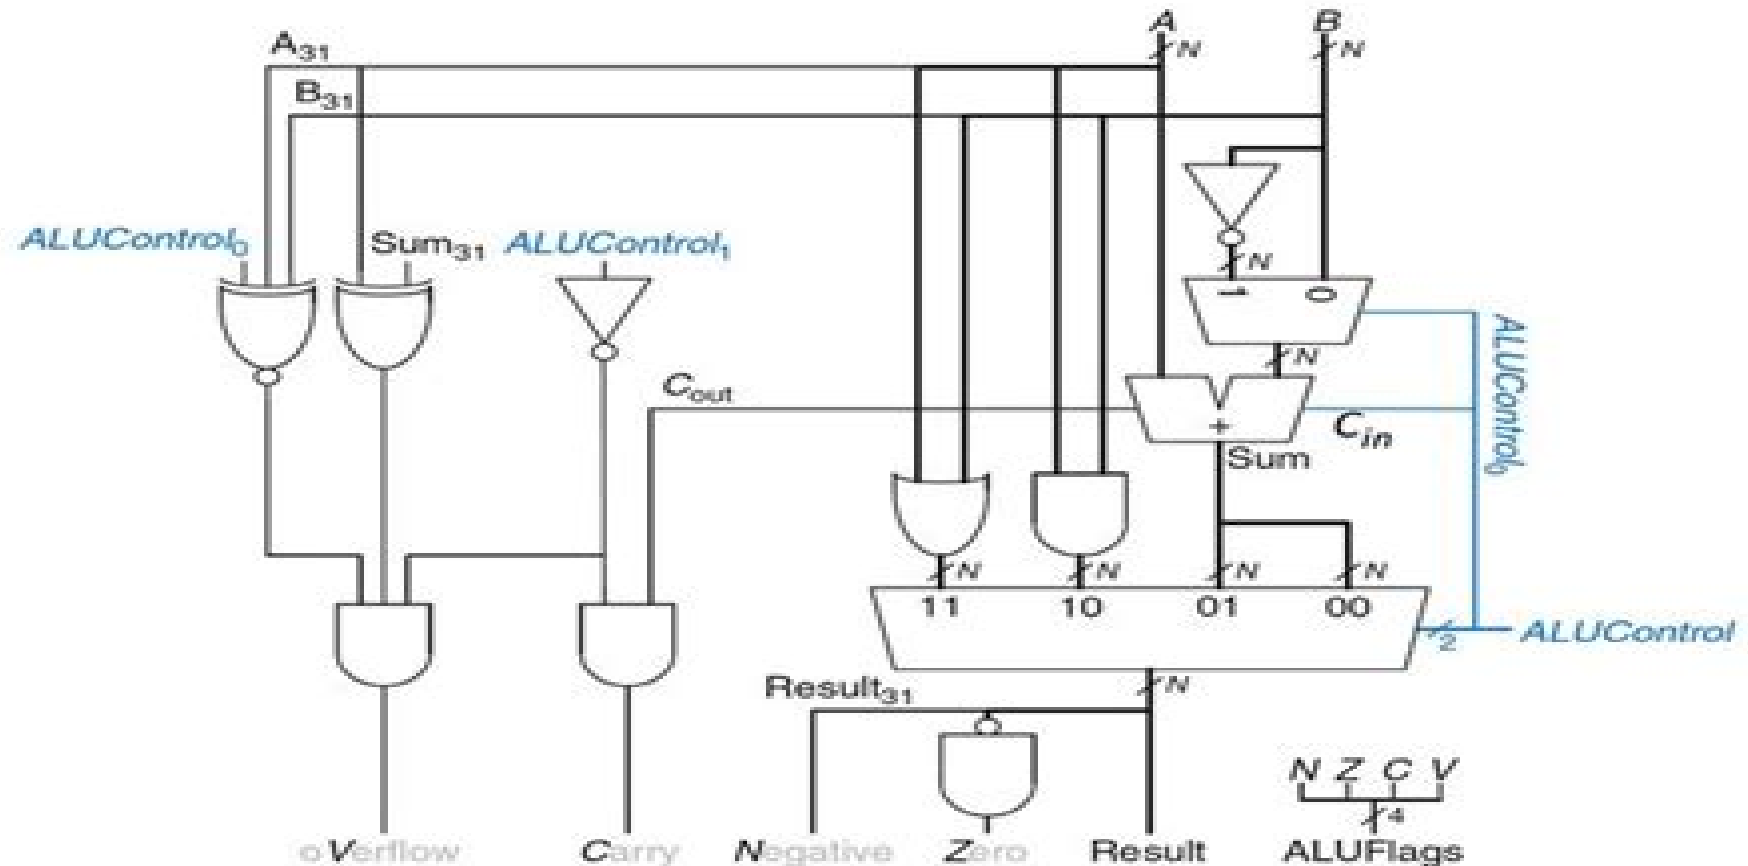 A B
A31 N N
B31
ALUControl0 Sum31 ALUControl1
N
1 0
ALUControl0
N
Cout
+ Cin
Sum
N N N N
11 10 01 00
2 ALUControl
Result31 N
N Z C V
4
oVerflow Carry Negative Zero Result ALUFlags